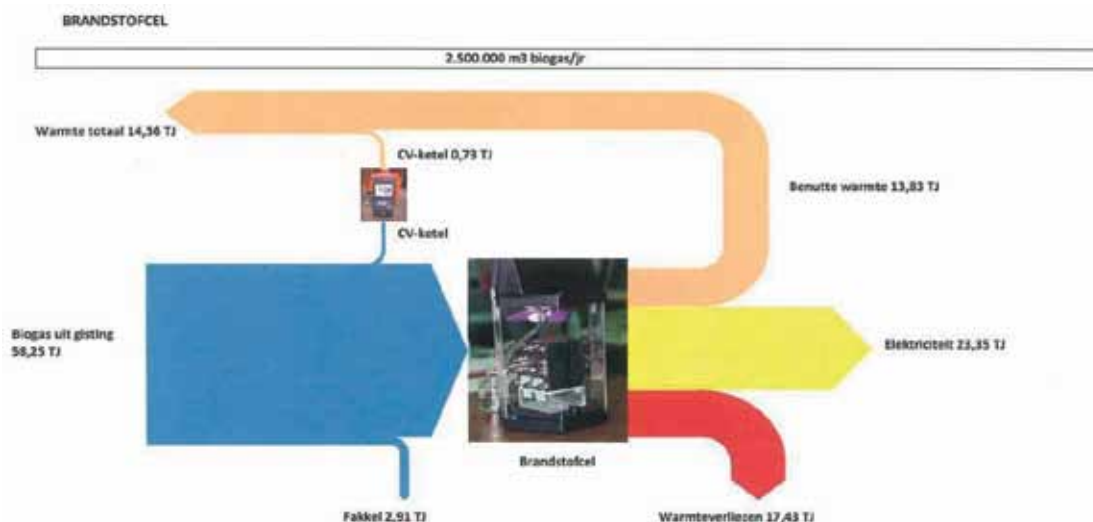 BRANDSTOFCEL
2.500.000 m3 biogas/jr
Warmte totaal 14,56 TJ
CV-ketel 0,73 TJ
Benutte warmte 13,83 TJ
CV-ketel
Biogas uit gisting
58,25 TJ
Elektriciteit 23,35 TJ
Brandstofcel
Fakkel 2,91 TJ
Warmteverliezen 17,43 TJ